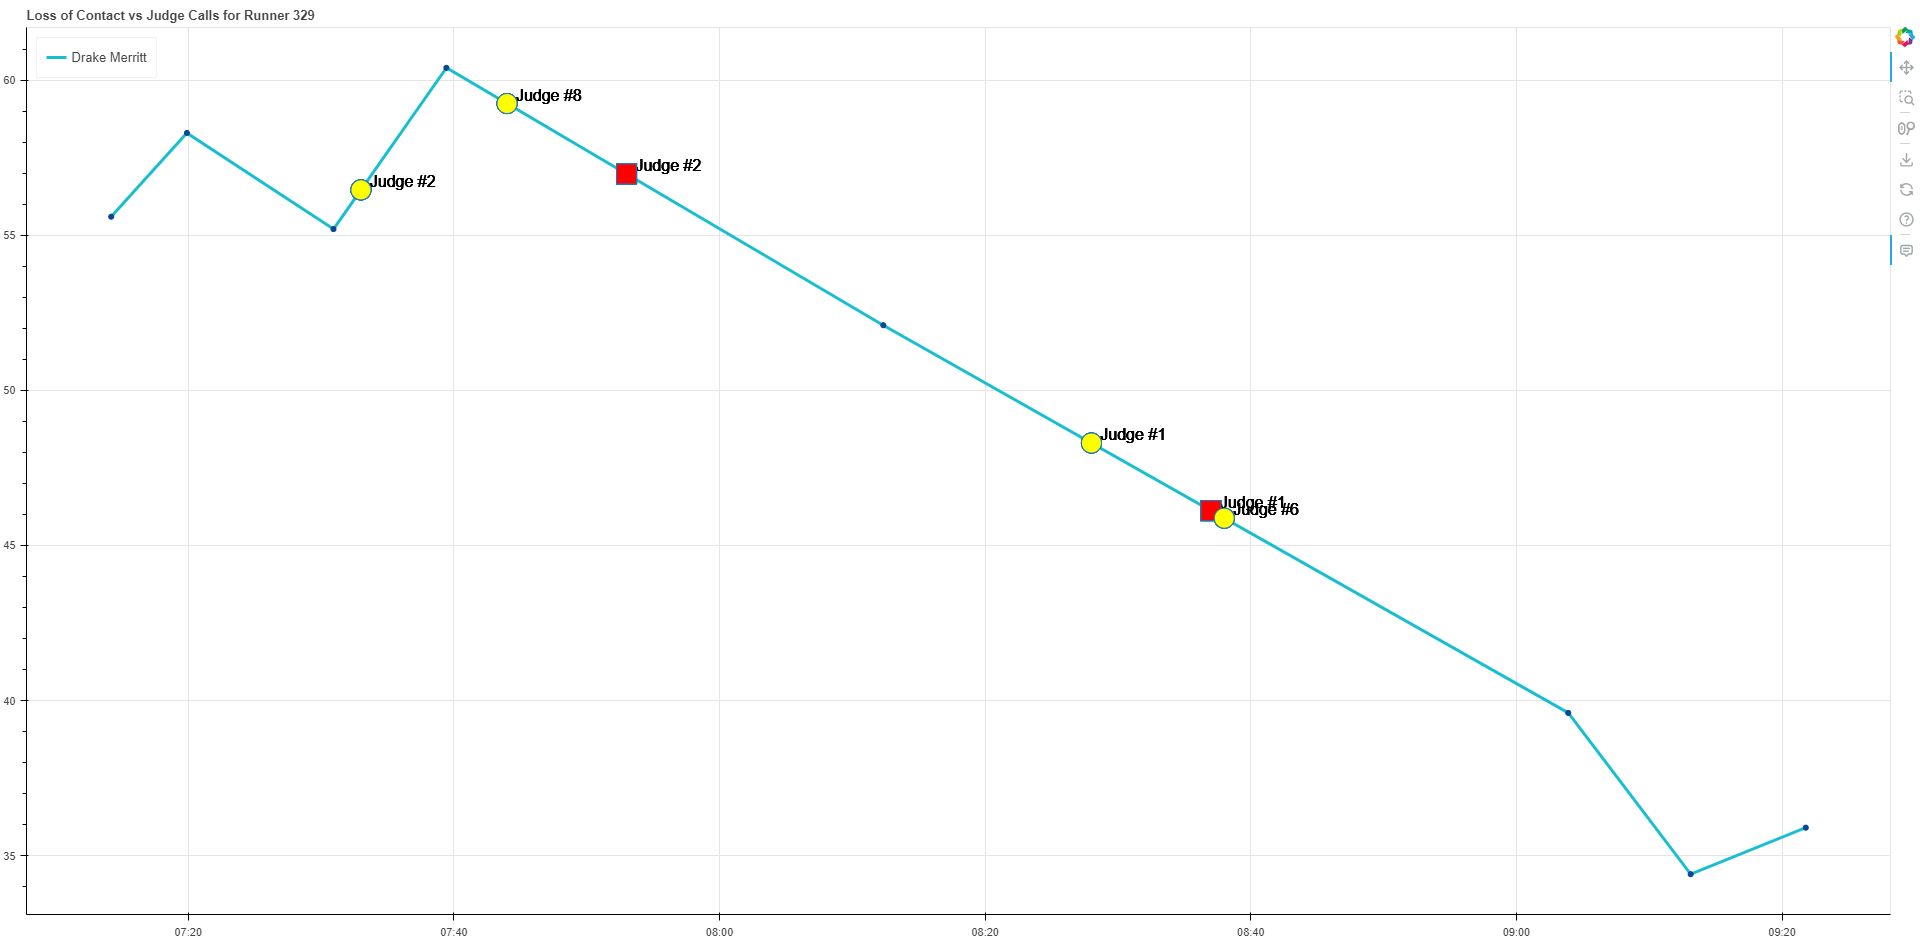 Loss of Contact vs Judge Calls for Runner 329
Drake Merritt
60
55
50
45
40
35
Judge #8
Judge #2
Judge #2
Judge #1
Judge #1
Judge #6
07:20
07:40
08:00
08:20
08:40
09:00
09:20